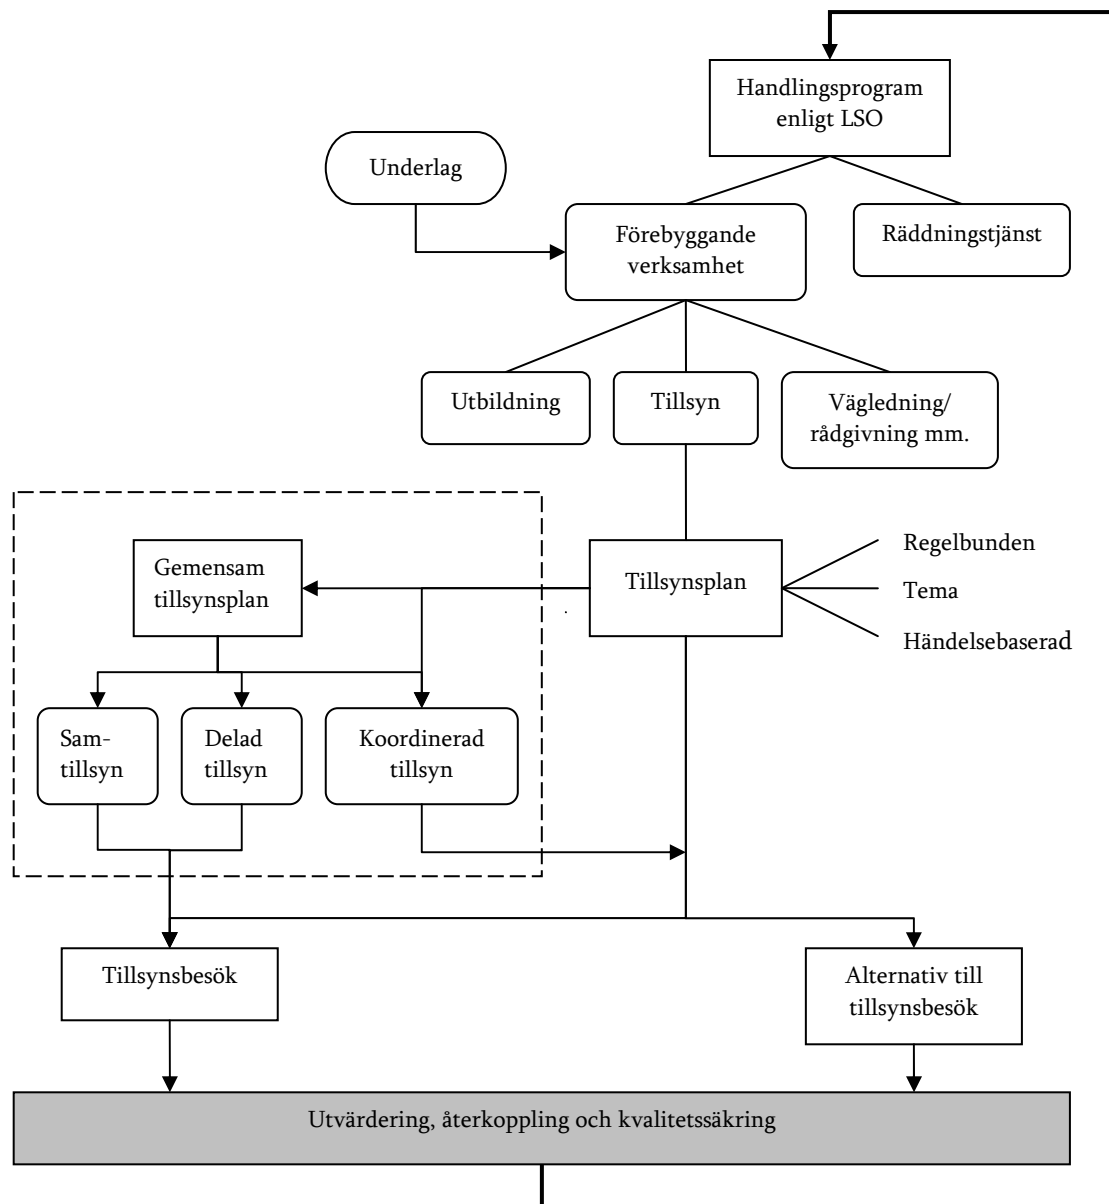 Handlingsprogram
enligt LSO
Underlag
Förebyggande
verksamhet
Räddningstjänst
Utbildning
Tillsyn
Vägledning/
rådgivning mm.
Gemensam
tillsynsplan
Tillsynsplan
Regelbunden
Tema
Händelsebaserad
Sam-
tillsyn
Delad
tillsyn
Koordinerad
tillsyn
Tillsynsbesök
Alternativ till
tillsynsbesök
Utvärdering, återkoppling och kvalitetssäkring